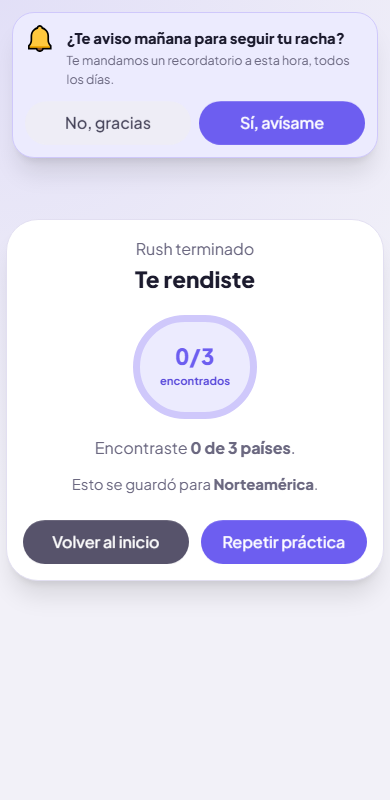 ¿Te aviso mañana para seguir tu racha?
Te mandamos un recordatorio a esta hora, todos
los días.
No, gracias
Sí, avísame
Rush terminado
Te rendiste
0/3
encontrados
Encontraste 0 de 3 países.
Esto se guardó para Norteamérica.
Volver al inicio
Repetir práctica